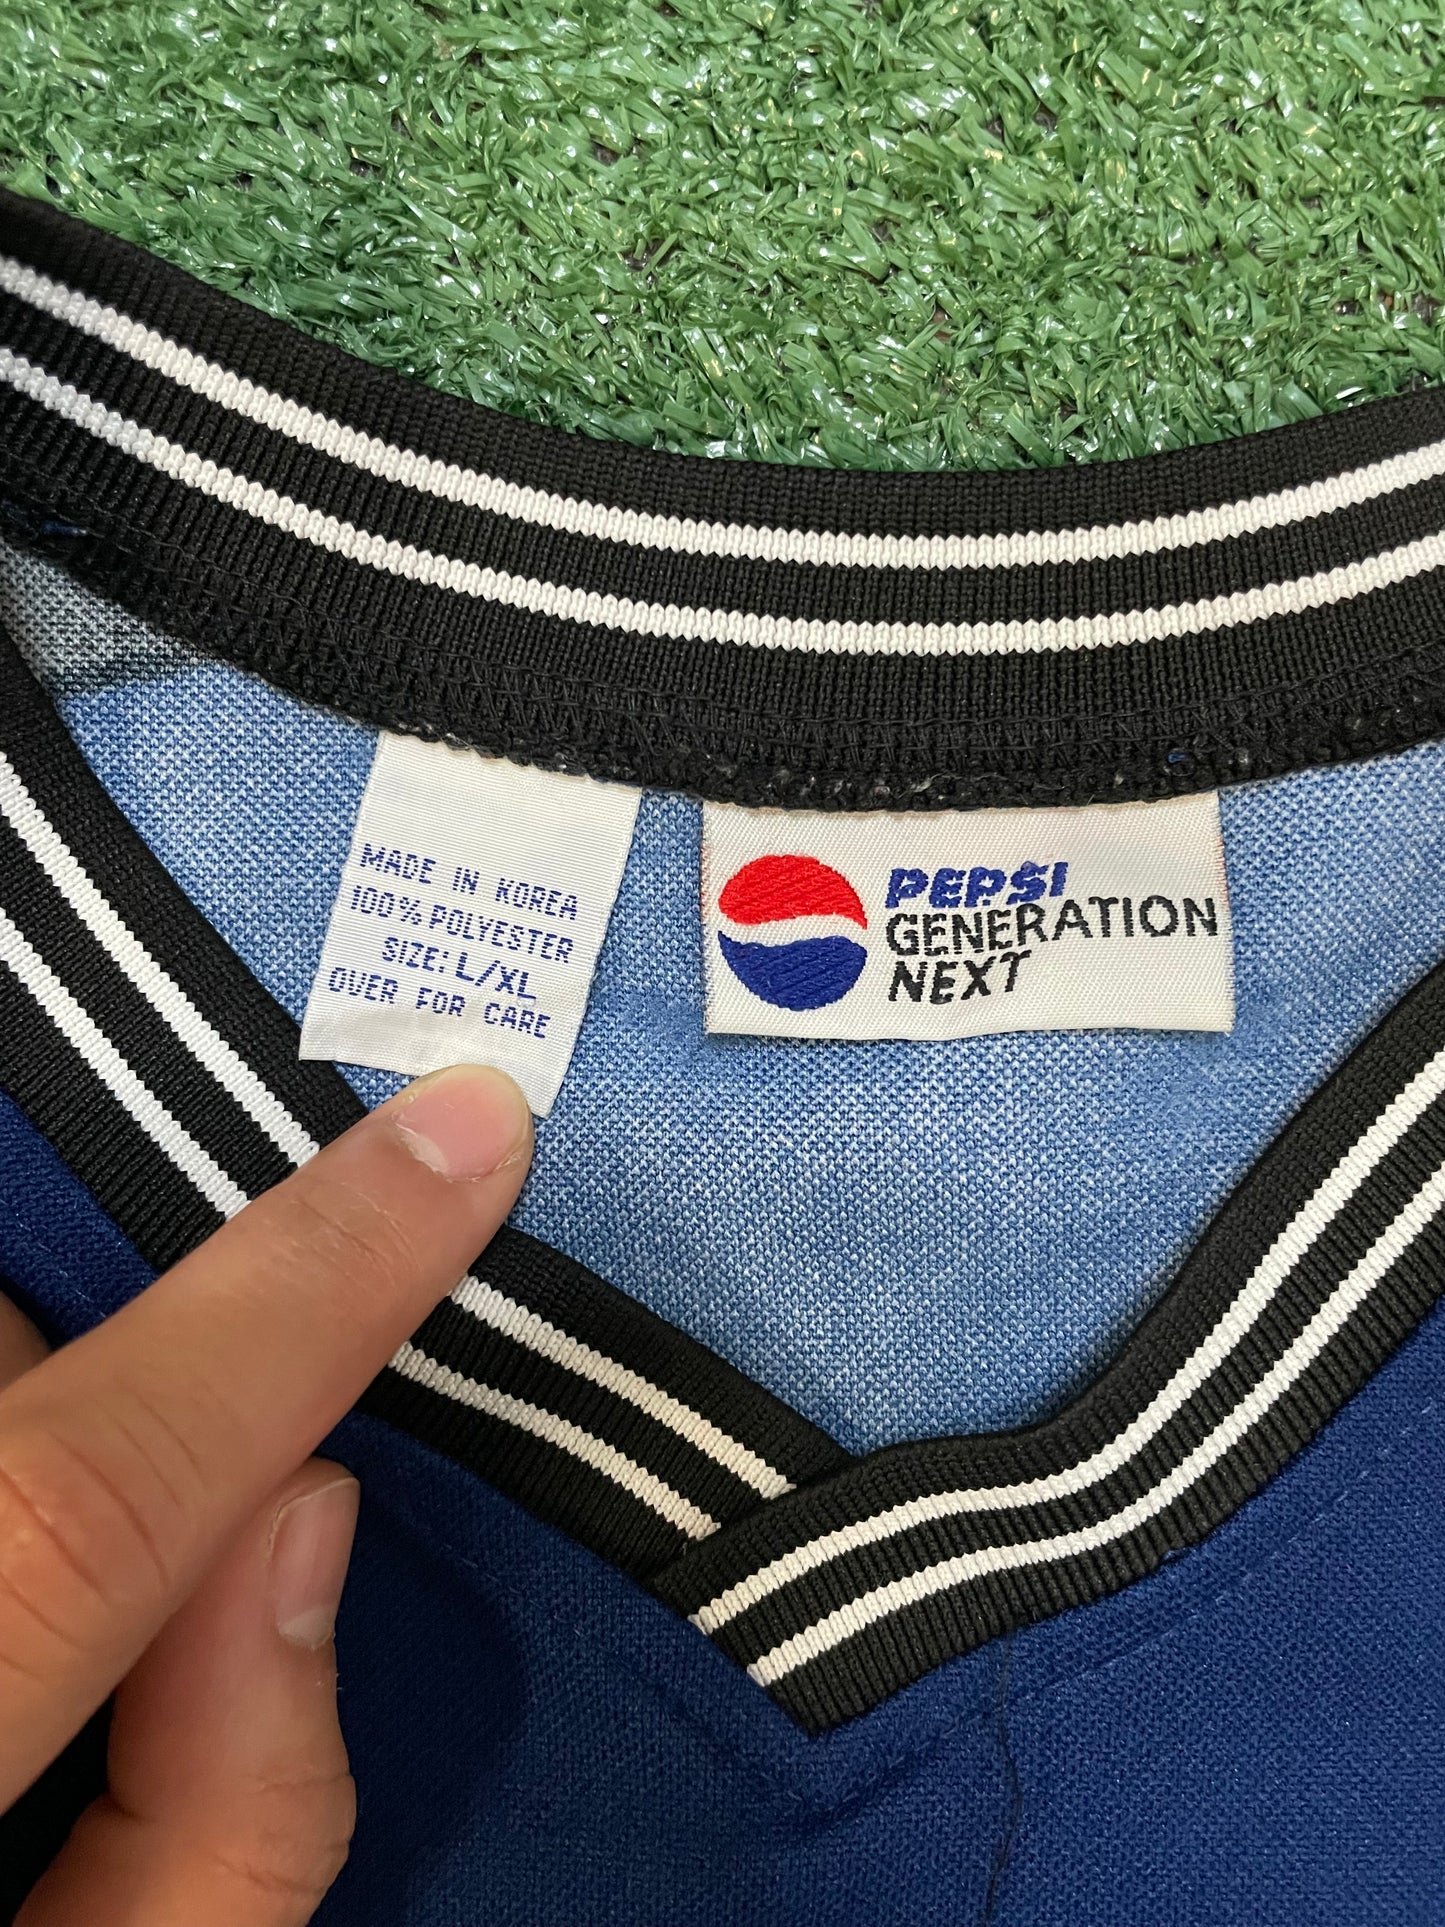 MADE IN KOREA
100% POLYESTER
SIZE: L/XL
OVER FOR CARE
PEPSI
GENERATION
NEXT